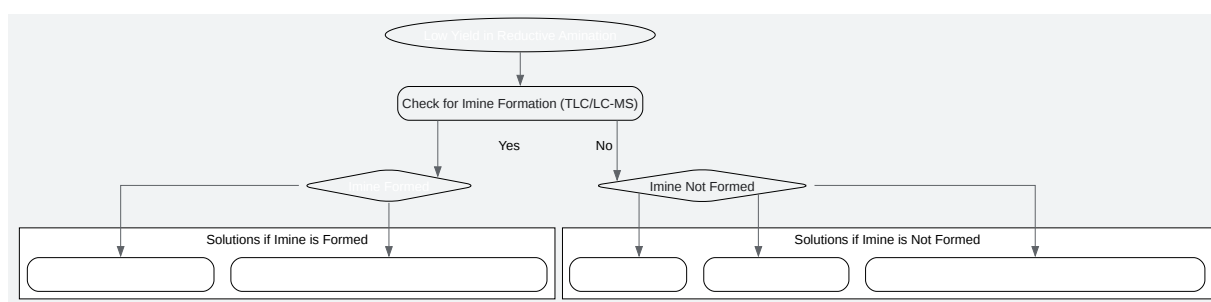 Low Yield in Reductive Amination
Check for Imine Formation (TLC/LC-MS)
Yes
No
Imine Formed
Imine Not Formed
Solutions if Imine is Formed
Solutions if Imine is Not Formed